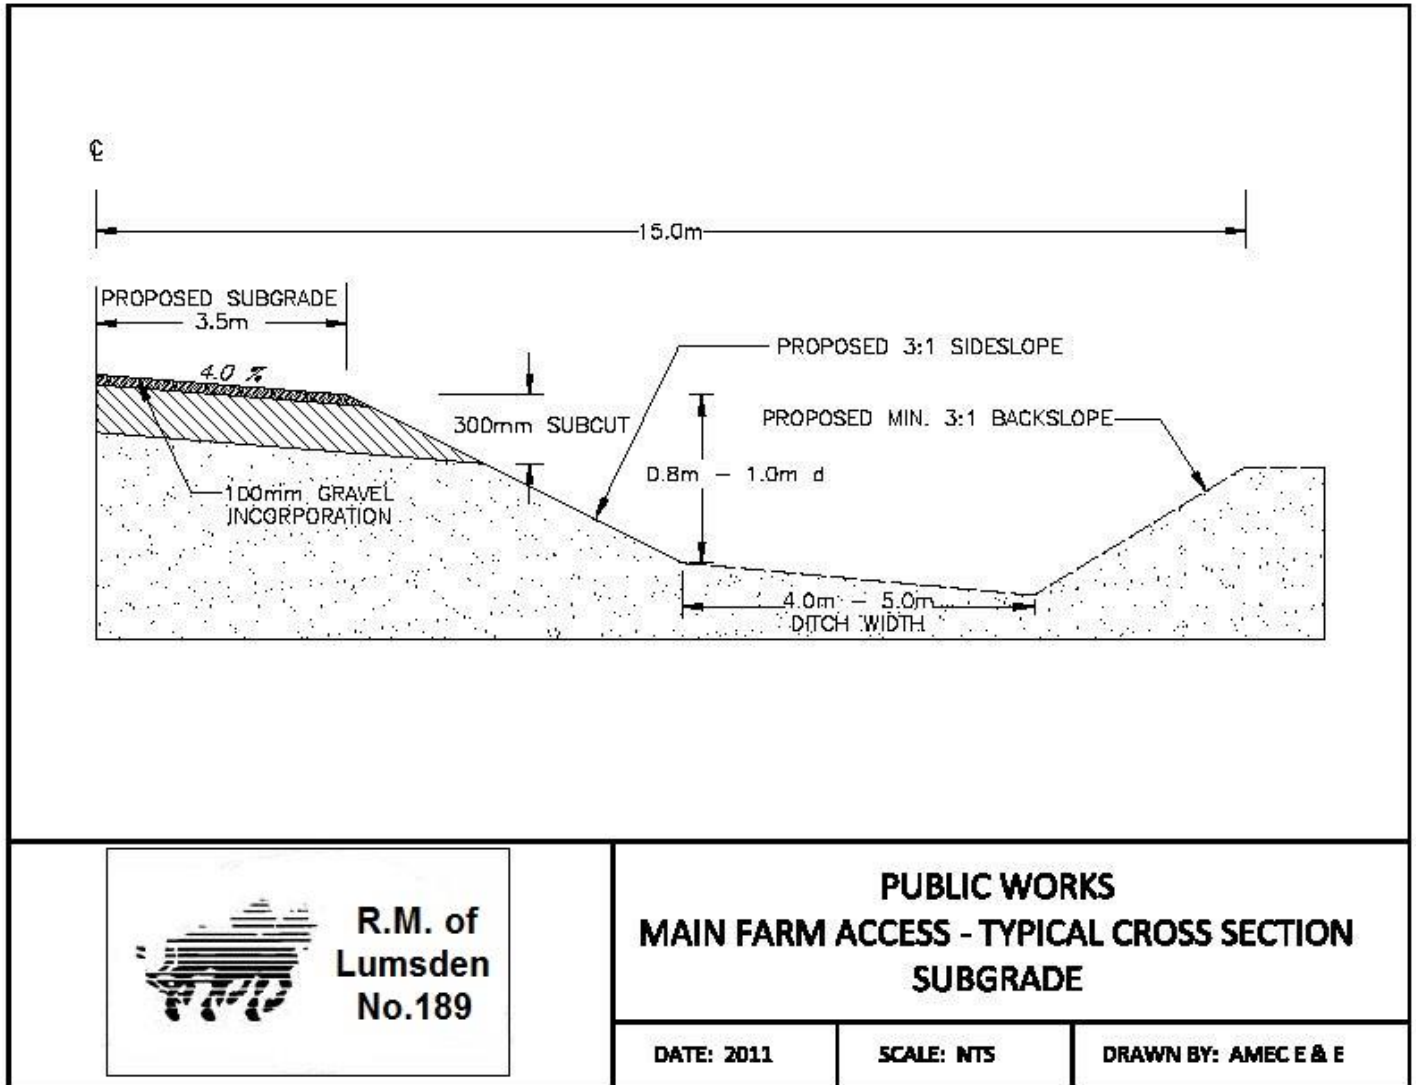 ℄
15.0m
PROPOSED SUBGRADE
3.5m
4.0 %
PROPOSED 3:1 SIDESLOPE
300mm SUBCUT
PROPOSED MIN. 3:1 BACKSLOPE
0.8m - 1.0m d
100mm GRAVEL
INCORPORATION
4.0m - 5.0m
DITCH WIDTH
R.M. of
Lumsden
No.189
PUBLIC WORKS
MAIN FARM ACCESS - TYPICAL CROSS SECTION
SUBGRADE
DATE: 2011
SCALE: NTS
DRAWN BY: AMEC E & E